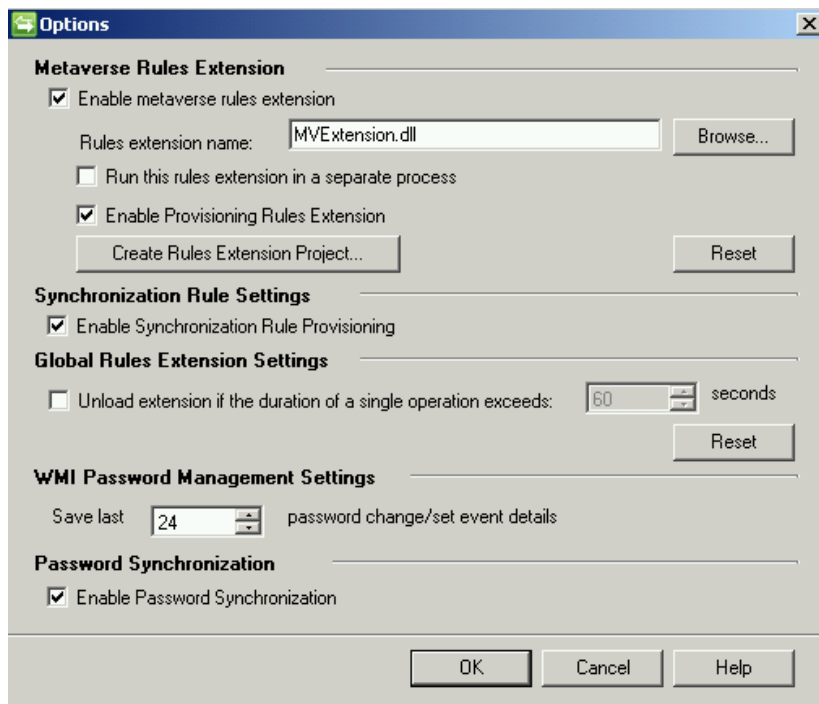 Options
Metaverse Rules Extension
Enable metaverse rules extension
Rules extension name: MVExtension.dll Browse...
Run this rules extension in a separate process
Enable Provisioning Rules Extension
Create Rules Extension Project... Reset
Synchronization Rule Settings
Enable Synchronization Rule Provisioning
Global Rules Extension Settings
Unload extension if the duration of a single operation exceeds: 60 seconds
Reset
WMI Password Management Settings
Save last 24 password change/set event details
Password Synchronization
Enable Password Synchronization
OK Cancel Help